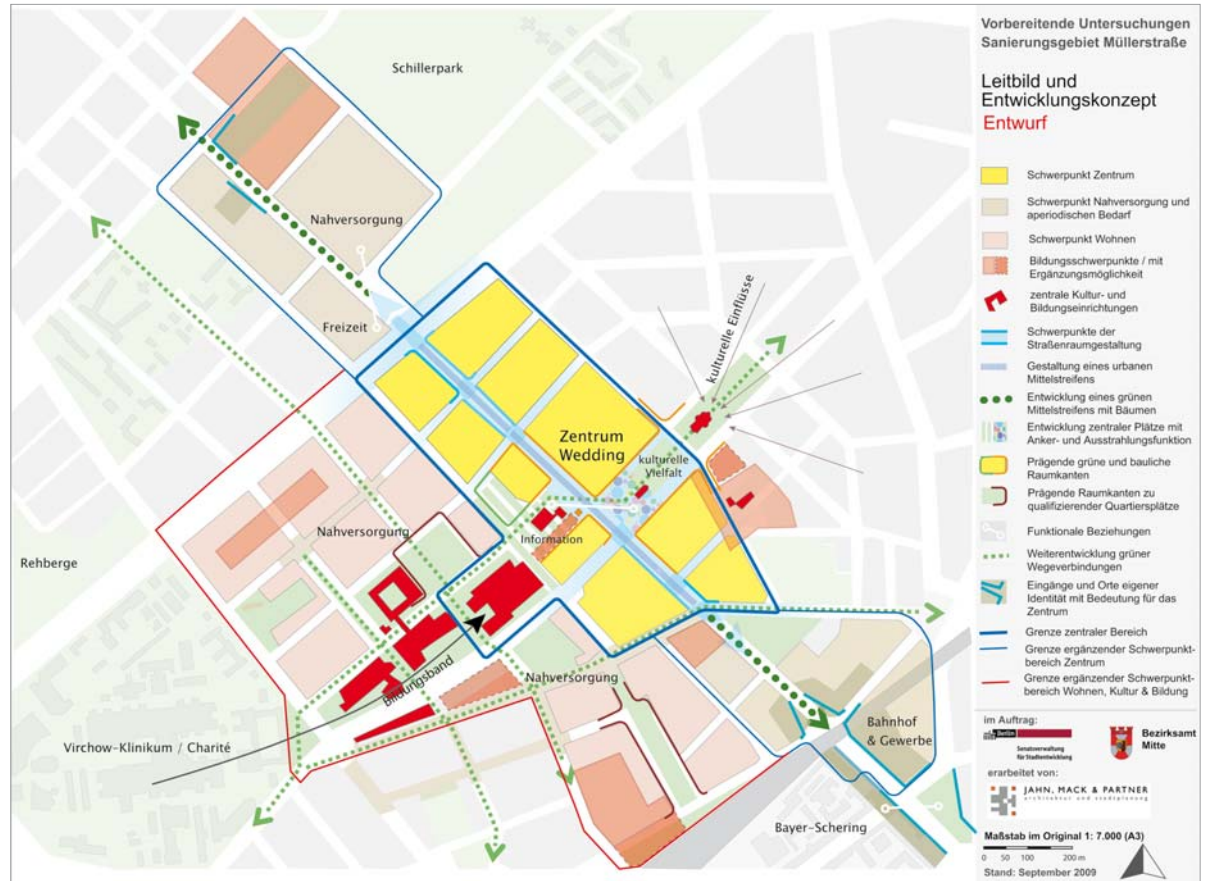 Schillerpark
Nahversorgung
Freizeit
kulturelle Einflüsse
Zentrum
Wedding
kulturelle
Vielfalt
Nahversorgung
Information
Rehberge
Bildungsband
Nahversorgung
Virchow-Klinikum / Charité
Bahnhof
& Gewerbe
Bayer-Schering
Vorbereitende Untersuchungen
Sanierungsgebiet Müllerstraße
Leitbild und
Entwicklungskonzept
Entwurf
Schwerpunkt Zentrum
Schwerpunkt Nahversorgung und
aperiodischen Bedarf
Schwerpunkt Wohnen
Bildungsschwerpunkte / mit
Ergänzungsmöglichkeit
zentrale Kultur- und
Bildungseinrichtungen
Schwerpunkte der
Straßenraumgestaltung
Gestaltung eines urbanen
Mittelstreifens
Entwicklung eines grünen
Mittelstreifens mit Bäumen
Entwicklung zentraler Plätze mit
Anker- und Ausstrahlungsfunktion
Prägende grüne und bauliche
Raumkanten
Prägende Raumkanten zu
qualifizierender Quartiersplätze
Funktionale Beziehungen
Weiterentwicklung grüner
Wegeverbindungen
Eingänge und Orte eigener
Identität mit Bedeutung für das
Zentrum
Grenze zentraler Bereich
Grenze ergänzender Schwerpunkt-
bereich Zentrum
Grenze ergänzender Schwerpunkt-
bereich Wohnen, Kultur & Bildung
im Auftrag:
Berlin
Senatsverwaltung
für Stadtentwicklung
Bezirksamt
Mitte
erarbeitet von:
JAHN, MACK & PARTNER
architektur und stadtplanung
Maßstab im Original 1: 7.000 (A3)
0 50 100 200 m
Stand: September 2009